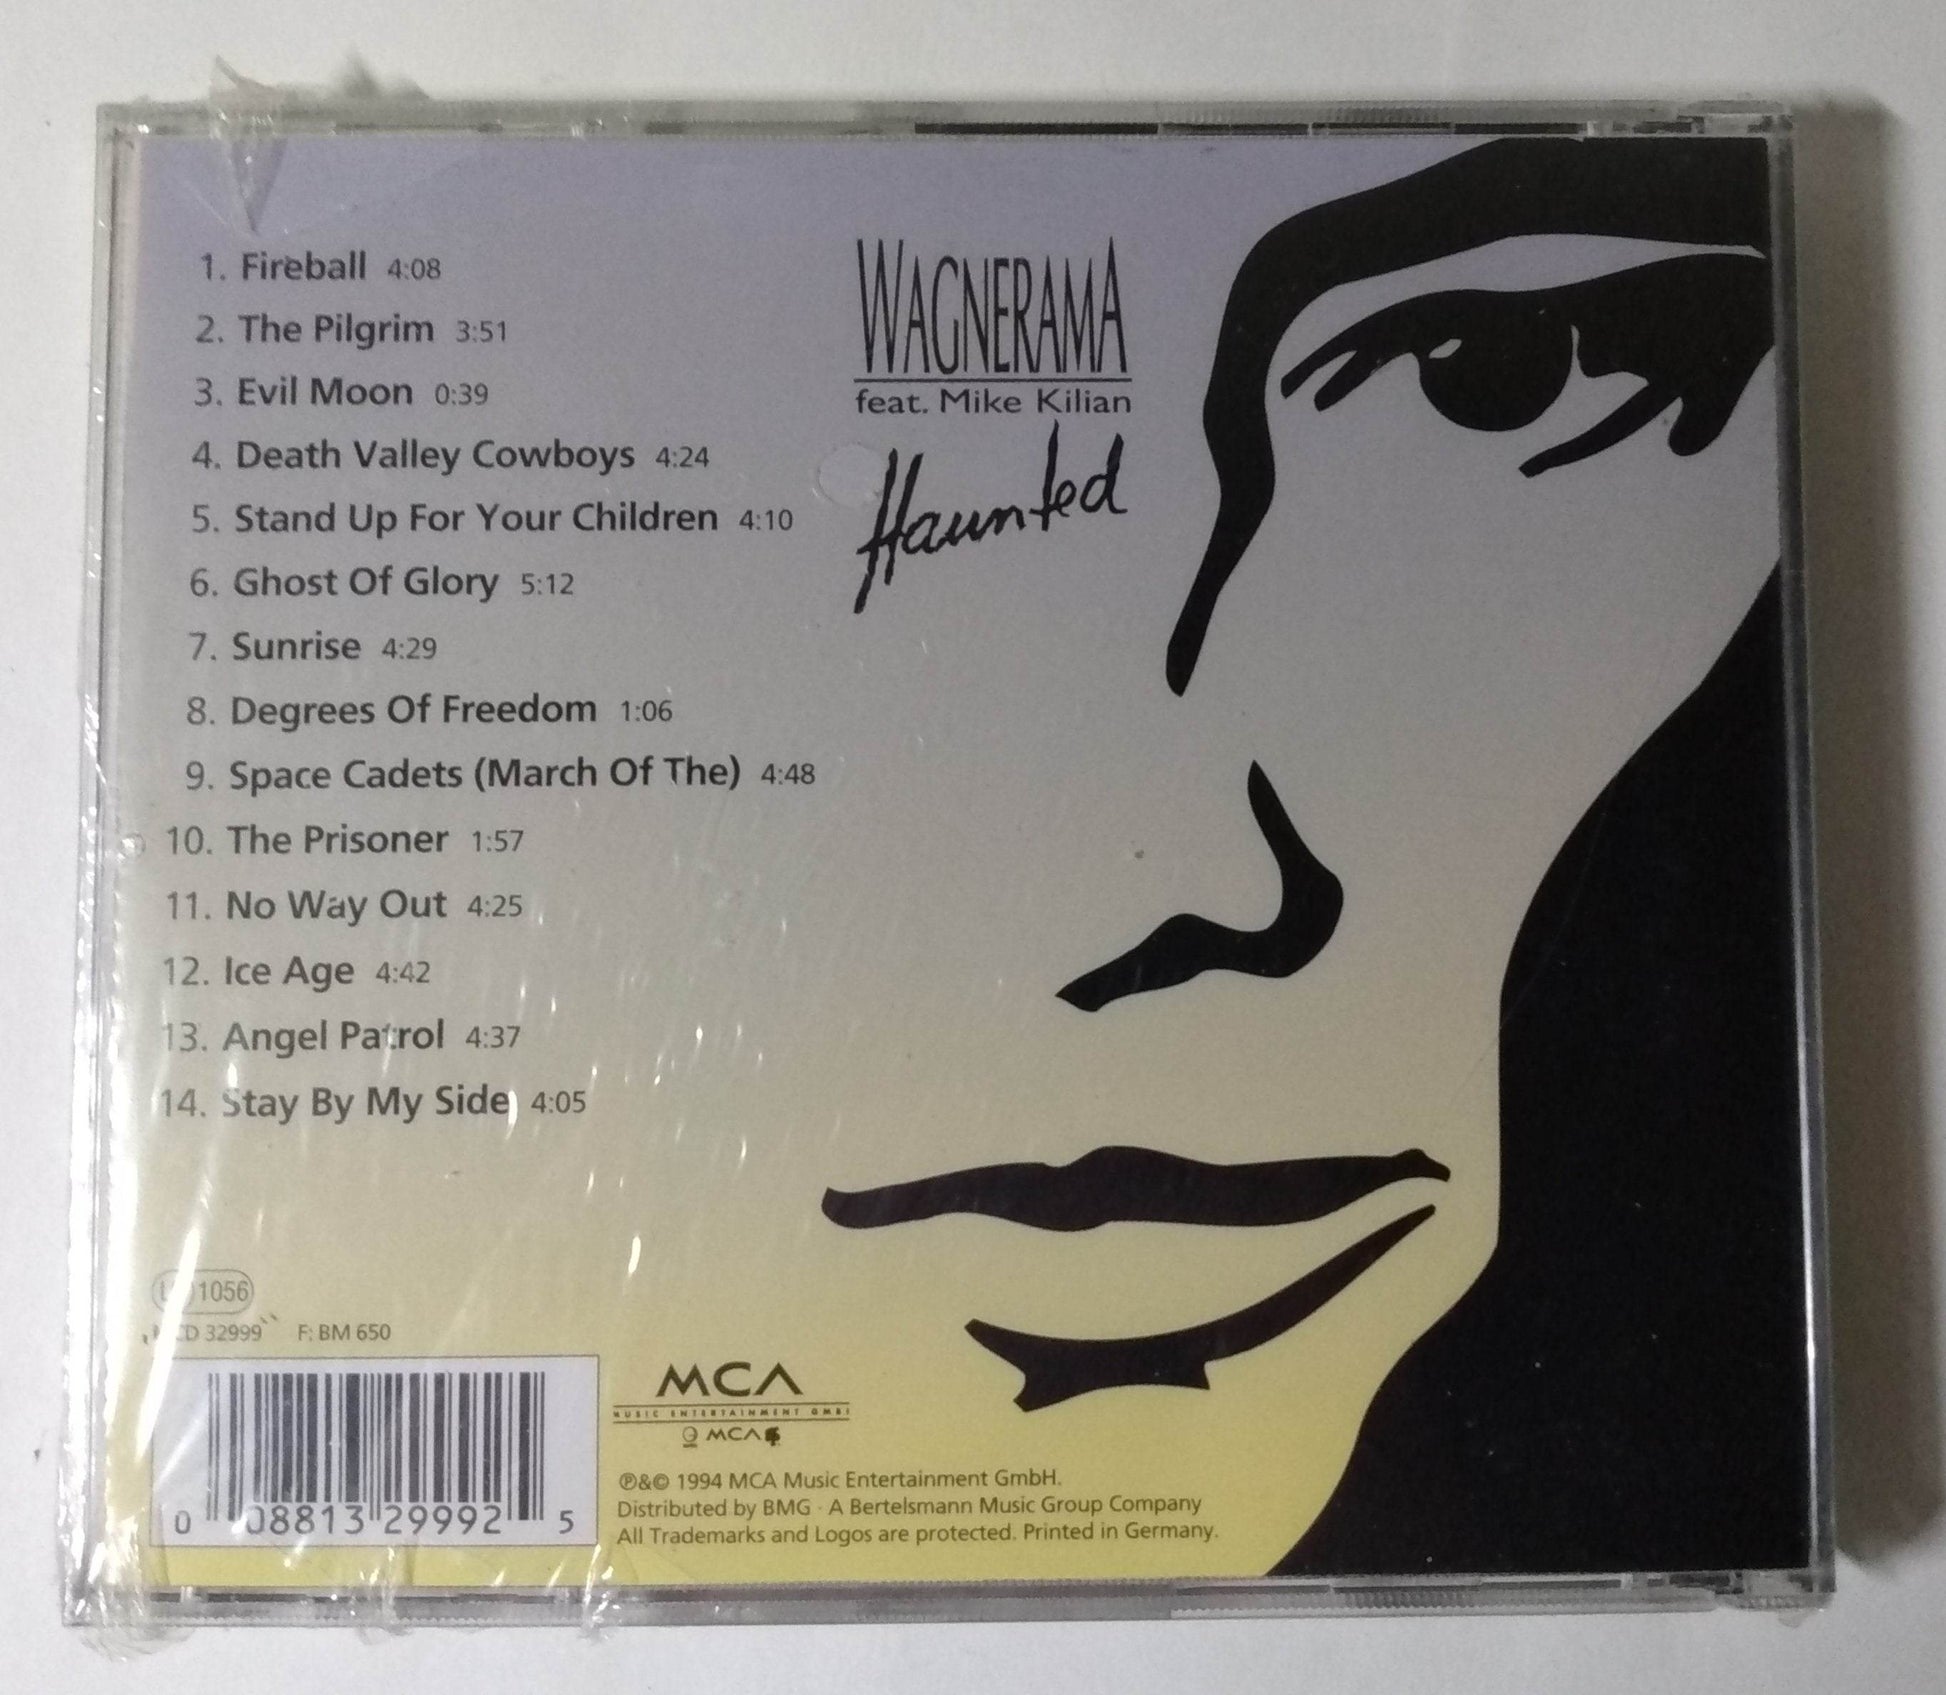 1. Fireball 4:08
2. The Pilgrim 3:51
3. Evil Moon 0:39
4. Death Valley Cowboys 4:24
5. Stand Up For Your Children 4:10
6. Ghost Of Glory 5:12
7. Sunrise 4:29
8. Degrees Of Freedom 1:06
9. Space Cadets (March Of The) 4:48
10. The Prisoner 1:57
11. No Way Out 4:25
12. Ice Age 4:42
13. Angel Patrol 4:37
14. Stay By My Side 4:05
WAGNERAMA
feat. Mike Kilian
Haunted
1056
32999 F: BM 650
0 08813 29992 5
MCA
MUSIC ENTERTAINMENT GMBH
MCA
℗&© 1994 MCA Music Entertainment GmbH.
Distributed by BMG · A Bertelsmann Music Group Company
All Trademarks and Logos are protected. Printed in Germany.